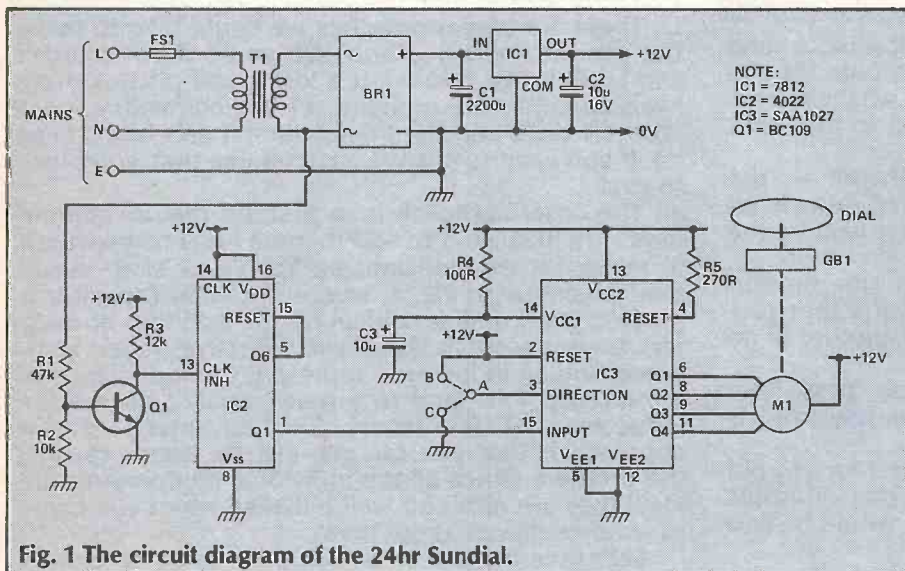 FS1
L
T1
MAINS
N
E
BR1
~
~
+
−
IN
IC1
OUT
COM
+12V
C1
2200u
+
C2
10u
16V
+
0V
NOTE:
IC1 = 7812
IC2 = 4022
IC3 = SAA1027
Q1 = BC109
R1
47k
R2
10k
+12V
R3
12k
Q1
+12V
14
16
CLK
VDD
15
RESET
Q6
5
13
CLK
INH
IC2
Q1
1
Vss
8
+12V
R4
100R
C3
10u
+
+12V
B
A
C
14
VCC1
13
VCC2
R5
270R
4
RESET
2
RESET
IC3
3
DIRECTION
15
INPUT
Q1
6
Q2
8
Q3
9
Q4
11
VEE1
VEE2
5
12
DIAL
GB1
M1
+12V
Fig. 1 The circuit diagram of the 24hr Sundial.